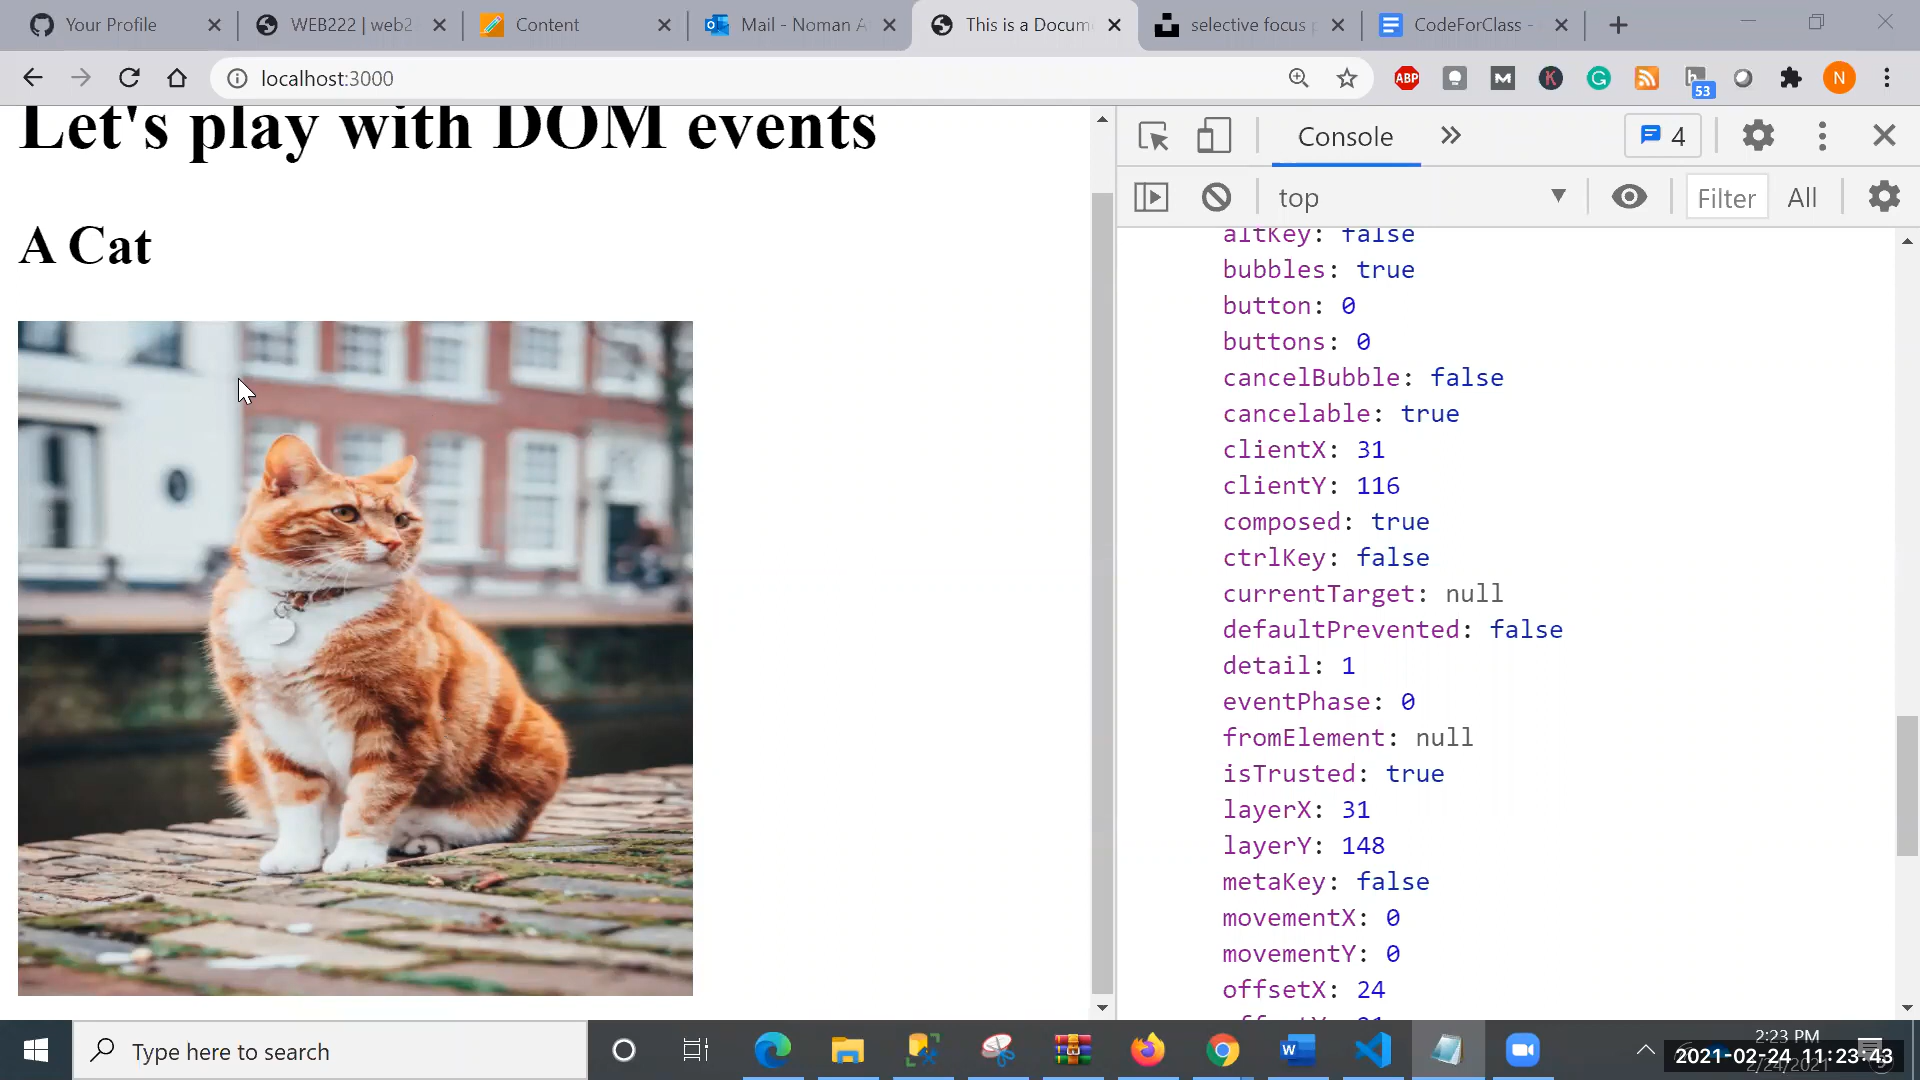 Your Profile
WEB222 | web2
Content
Mail - Noman A
This is a Docum
selective focus p
CodeForClass -
localhost:3000
ABP
M
K
G
53
N
Let's play with DOM events
A Cat
Console
4
top
Filter
All
altKey: false
bubbles: true
button: 0
buttons: 0
cancelBubble: false
cancelable: true
clientX: 31
clientY: 116
composed: true
ctrlKey: false
currentTarget: null
defaultPrevented: false
detail: 1
eventPhase: 0
fromElement: null
isTrusted: true
layerX: 31
layerY: 148
metaKey: false
movementX: 0
movementY: 0
offsetX: 24
Type here to search
2:23 PM
2021-02-24 11:23:43